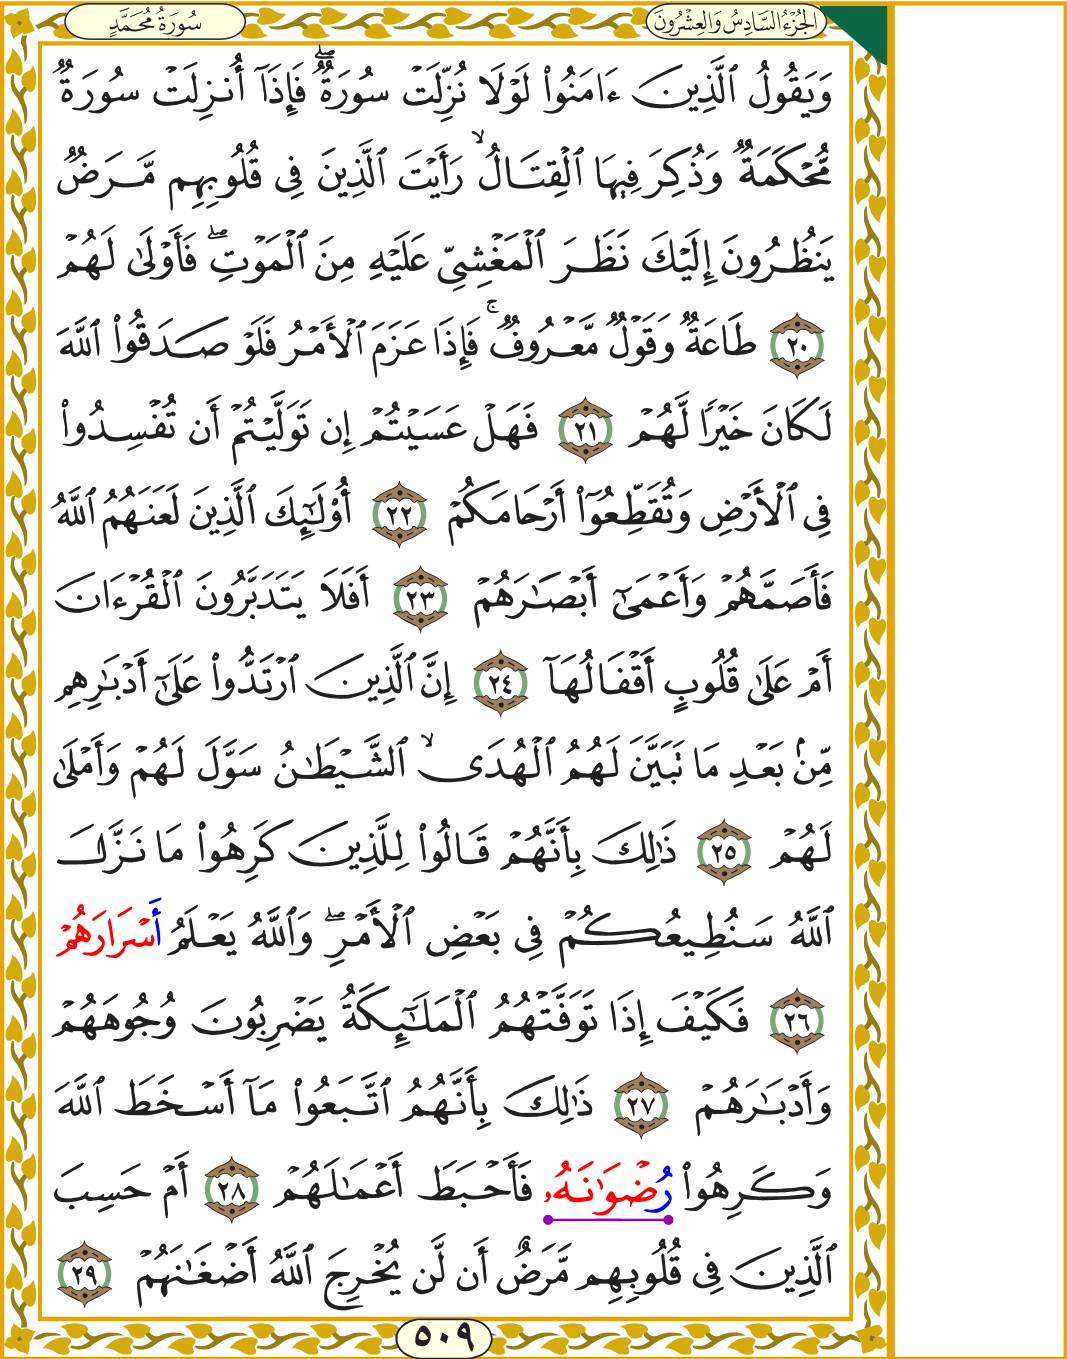 الجُزْءُ السَّادِسُ وَالعِشْرُونَ سُورَةُ مُحَمَّدٍ
وَيَقُولُ ٱلَّذِينَ ءَامَنُوا۟ لَوْلَا نُزِّلَتْ سُورَةٌ ۖ فَإِذَآ أُنزِلَتْ سُورَةٌ
مُّحْكَمَةٌ وَذُكِرَ فِيهَا ٱلْقِتَالُ ۙ رَأَيْتَ ٱلَّذِينَ فِى قُلُوبِهِم مَّرَضٌ
يَنظُرُونَ إِلَيْكَ نَظَرَ ٱلْمَغْشِىِّ عَلَيْهِ مِنَ ٱلْمَوْتِ ۖ فَأَوْلَىٰ لَهُمْ
٢٠ طَاعَةٌ وَقَوْلٌ مَّعْرُوفٌ ۚ فَإِذَا عَزَمَ ٱلْأَمْرُ فَلَوْ صَدَقُوا۟ ٱللَّهَ
لَكَانَ خَيْرًا لَّهُمْ ٢١ فَهَلْ عَسَيْتُمْ إِن تَوَلَّيْتُمْ أَن تُفْسِدُوا۟
فِى ٱلْأَرْضِ وَتُقَطِّعُوٓا۟ أَرْحَامَكُمْ ٢٢ أُو۟لَٰٓئِكَ ٱلَّذِينَ لَعَنَهُمُ ٱللَّهُ
فَأَصَمَّهُمْ وَأَعْمَىٰٓ أَبْصَٰرَهُمْ ٢٣ أَفَلَا يَتَدَبَّرُونَ ٱلْقُرْءَانَ
أَمْ عَلَىٰ قُلُوبٍ أَقْفَالُهَآ ٢٤ إِنَّ ٱلَّذِينَ ٱرْتَدُّوا۟ عَلَىٰٓ أَدْبَٰرِهِم
مِّنۢ بَعْدِ مَا تَبَيَّنَ لَهُمُ ٱلْهُدَى ۙ ٱلشَّيْطَٰنُ سَوَّلَ لَهُمْ وَأَمْلَىٰ
لَهُمْ ٢٥ ذَٰلِكَ بِأَنَّهُمْ قَالُوا۟ لِلَّذِينَ كَرِهُوا۟ مَا نَزَّلَ
ٱللَّهُ سَنُطِيعُكُمْ فِى بَعْضِ ٱلْأَمْرِ ۖ وَٱللَّهُ يَعْلَمُ أَسْرَارَهُمْ
٢٦ فَكَيْفَ إِذَا تَوَفَّتْهُمُ ٱلْمَلَٰٓئِكَةُ يَضْرِبُونَ وُجُوهَهُمْ
وَأَدْبَٰرَهُمْ ٢٧ ذَٰلِكَ بِأَنَّهُمُ ٱتَّبَعُوا۟ مَآ أَسْخَطَ ٱللَّهَ
وَكَرِهُوا۟ رُضْوَٰنَهُۥ فَأَحْبَطَ أَعْمَٰلَهُمْ ٢٨ أَمْ حَسِبَ
ٱلَّذِينَ فِى قُلُوبِهِم مَّرَضٌ أَن لَّن يُخْرِجَ ٱللَّهُ أَضْغَٰنَهُمْ ٢٩
٥٠٩